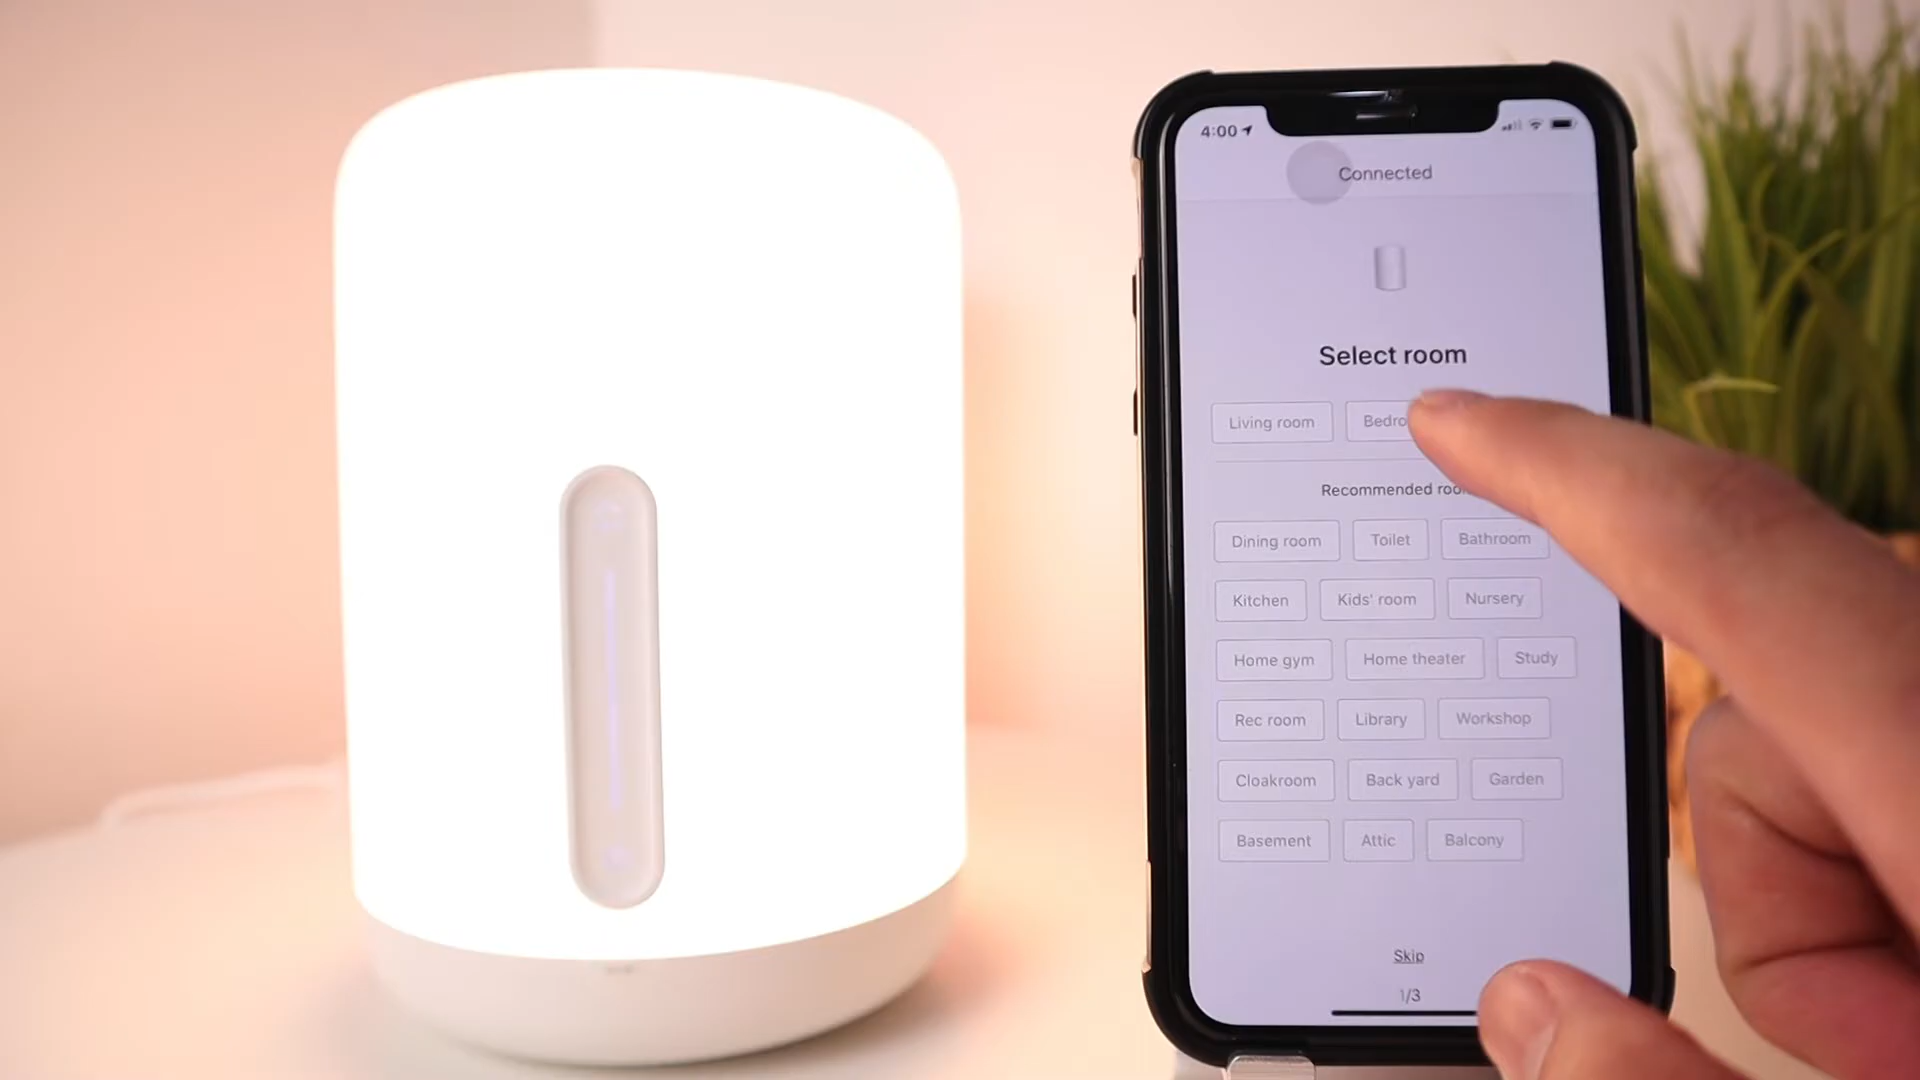 4:00
Connected
Select room
Living room Bedro
Recommended roo
Dining room Toilet Bathroom
Kitchen Kids' room Nursery
Home gym Home theater Study
Rec room Library Workshop
Cloakroom Back yard Garden
Basement Attic Balcony
Skip
1/3